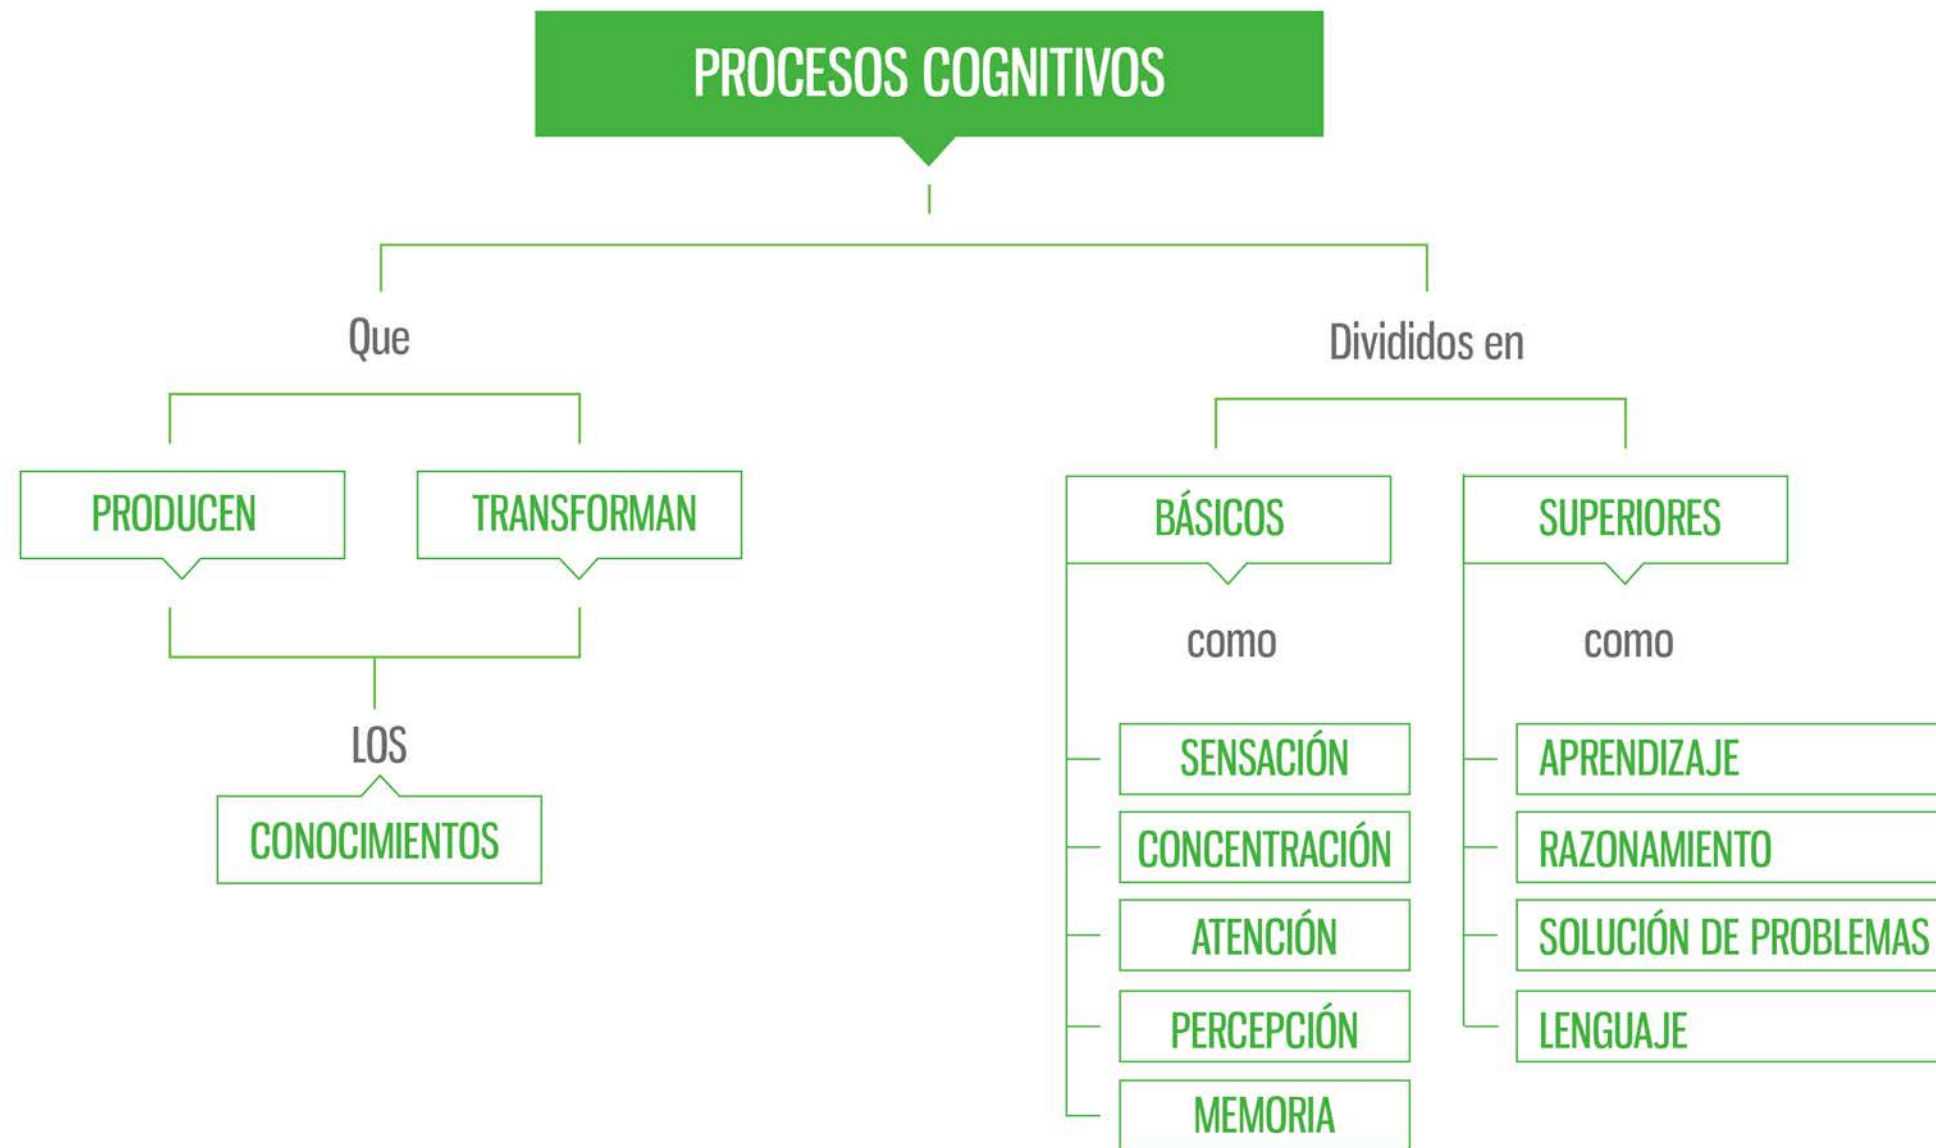 PROCESOS COGNITIVOS
Que
PRODUCEN
TRANSFORMAN
LOS
CONOCIMIENTOS
Divididos en
BÁSICOS
como
SENSACIÓN
CONCENTRACIÓN
ATENCIÓN
PERCEPCIÓN
MEMORIA
SUPERIORES
como
APRENDIZAJE
RAZONAMIENTO
SOLUCIÓN DE PROBLEMAS
LENGUAJE